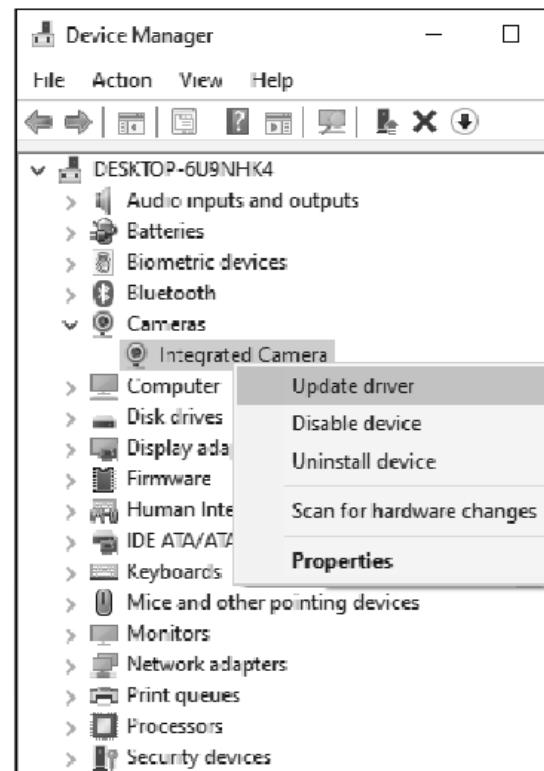 Device Manager
File Action View Help
DESKTOP-6U9NHK4
Audio inputs and outputs
Batteries
Biometric devices
Bluetooth
Cameras
Integrated Camera
Computer
Update driver
Disk drives
Disable device
Display ada
Uninstall device
Firmware
Human Inte
Scan for hardware changes
IDE ATA/ATA
Properties
Keyboards
Mice and other pointing devices
Monitors
Network adapters
Print queues
Processors
Security devices